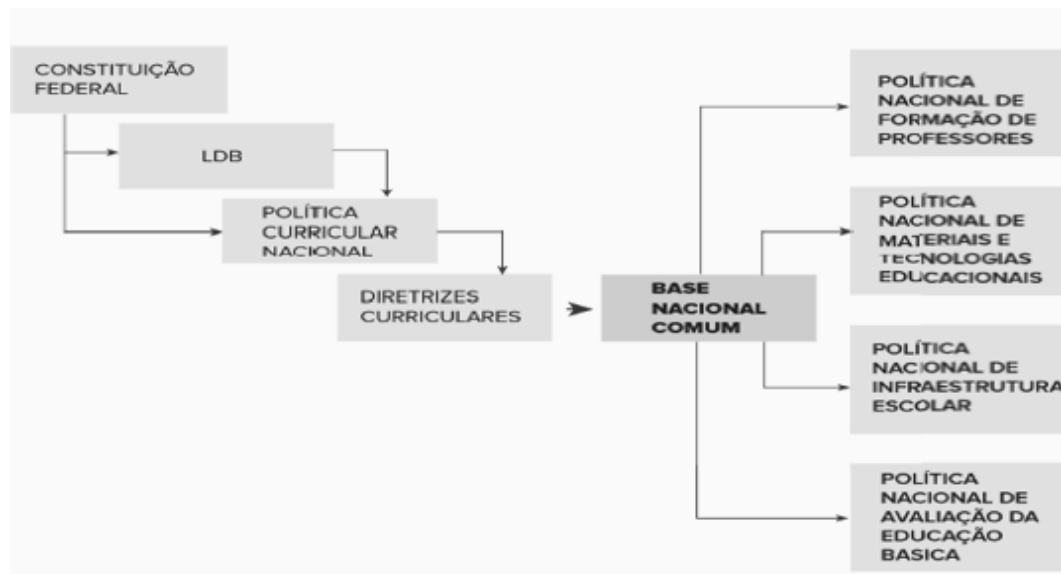 CONSTITUIÇÃO
FEDERAL
LDB
POLÍTICA
CURRICULAR
NACIONAL
DIRETRIZES
CURRICULARES
BASE
NACIONAL
COMUM
POLÍTICA
NACIONAL DE
FORMAÇÃO DE
PROFESSORES
POLÍTICA
NACIONAL DE
MATERIAIS E
TECNOLOGIAS
EDUCACIONAIS
POLÍTICA
NACIONAL DE
INFRAESTRUTURA
ESCOLAR
POLÍTICA
NACIONAL DE
AVALIAÇÃO DA
EDUCAÇÃO
BASICA